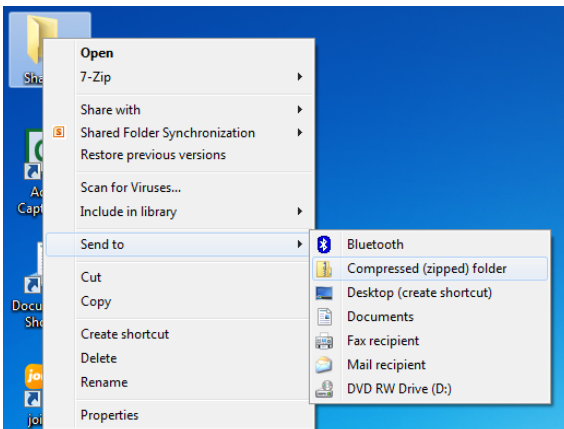 Open
7-Zip
Share with
Shared Folder Synchronization
Restore previous versions
Scan for Viruses...
Include in library
Send to
Cut
Copy
Create shortcut
Delete
Rename
Properties
Bluetooth
Compressed (zipped) folder
Desktop (create shortcut)
Documents
Fax recipient
Mail recipient
DVD RW Drive (D:)